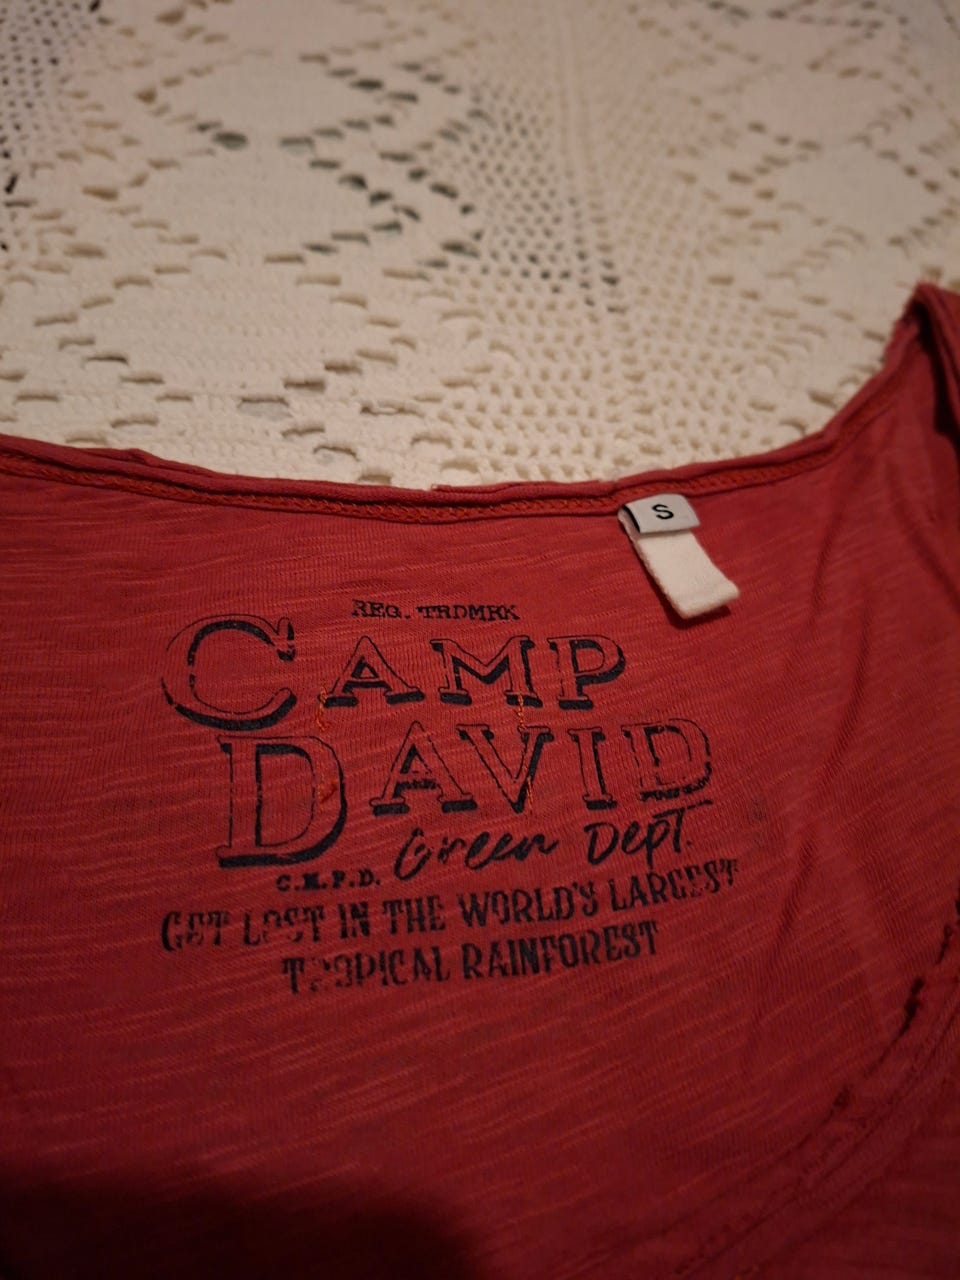 S
REG. TRDMRK
CAMP
DAVID
Green Dept.
C.M.P.D.
GET LOST IN THE WORLD'S LARGEST
TROPICAL RAINFOREST